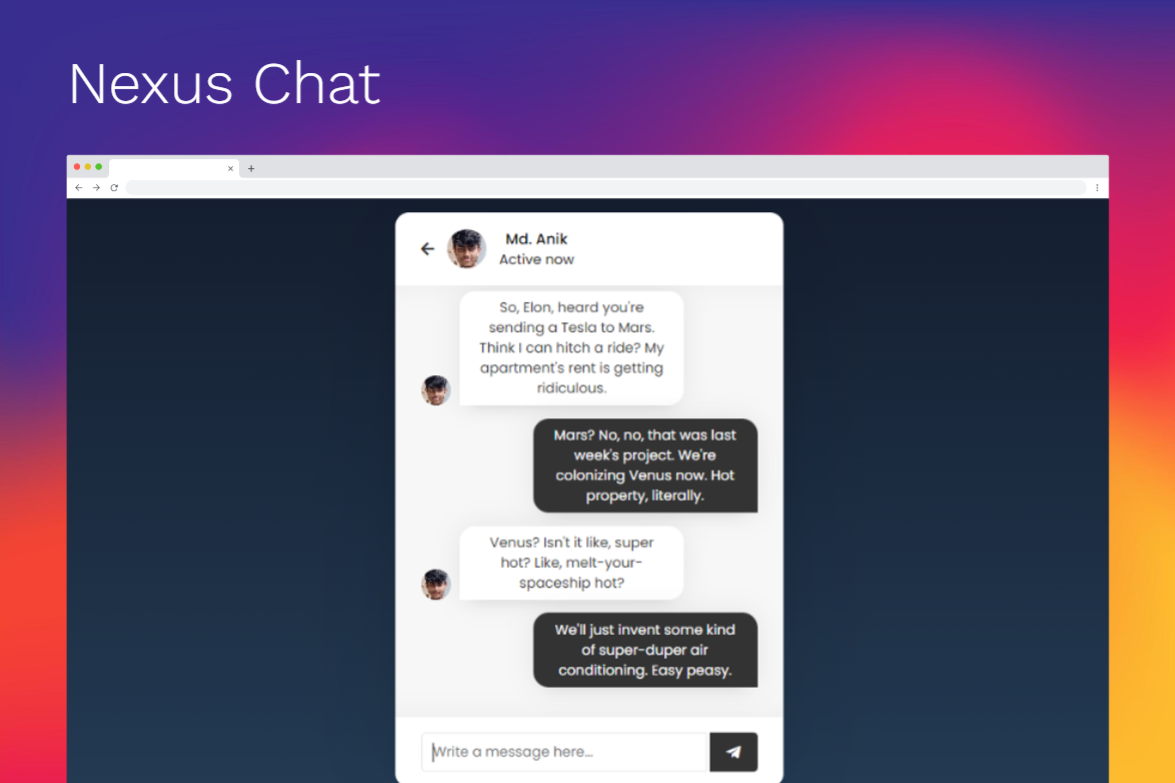 Nexus Chat
Md. Anik
Active now
So, Elon, heard you're
sending a Tesla to Mars.
Think I can hitch a ride? My
apartment's rent is getting
ridiculous.
Mars? No, no, that was last
week's project. We're
colonizing Venus now. Hot
property, literally.
Venus? Isn't it like, super
hot? Like, melt-your-
spaceship hot?
We'll just invent some kind
of super-duper air
conditioning. Easy peasy.
Write a message here...